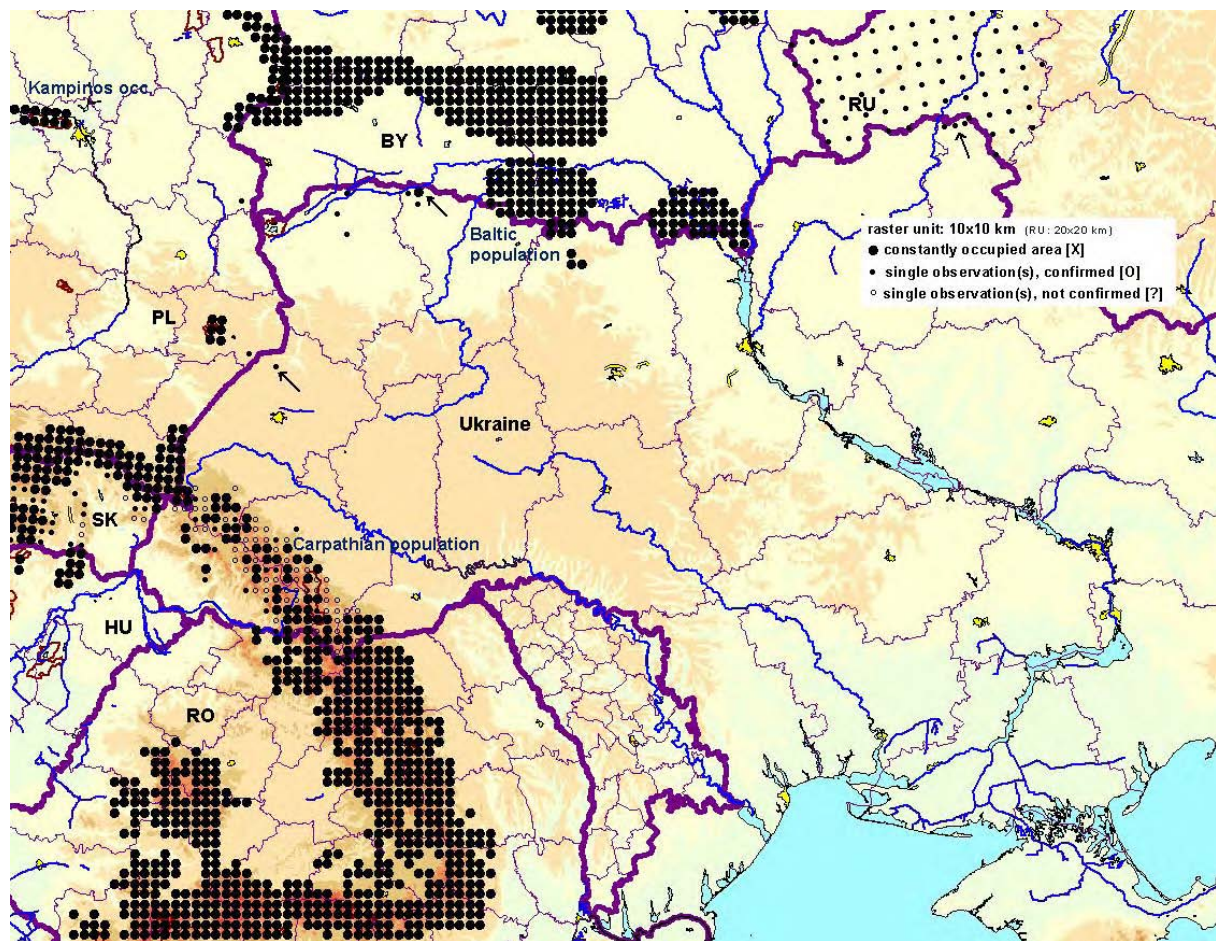 Kampinos occ.
RU
BY
raster unit: 10x10 km (RU: 20x20 km)
constantly occupied area [X]
single observation(s), confirmed [O]
single observation(s), not confirmed [?]
Baltic
population
PL
Ukraine
SK
Carpathian population
HU
RO